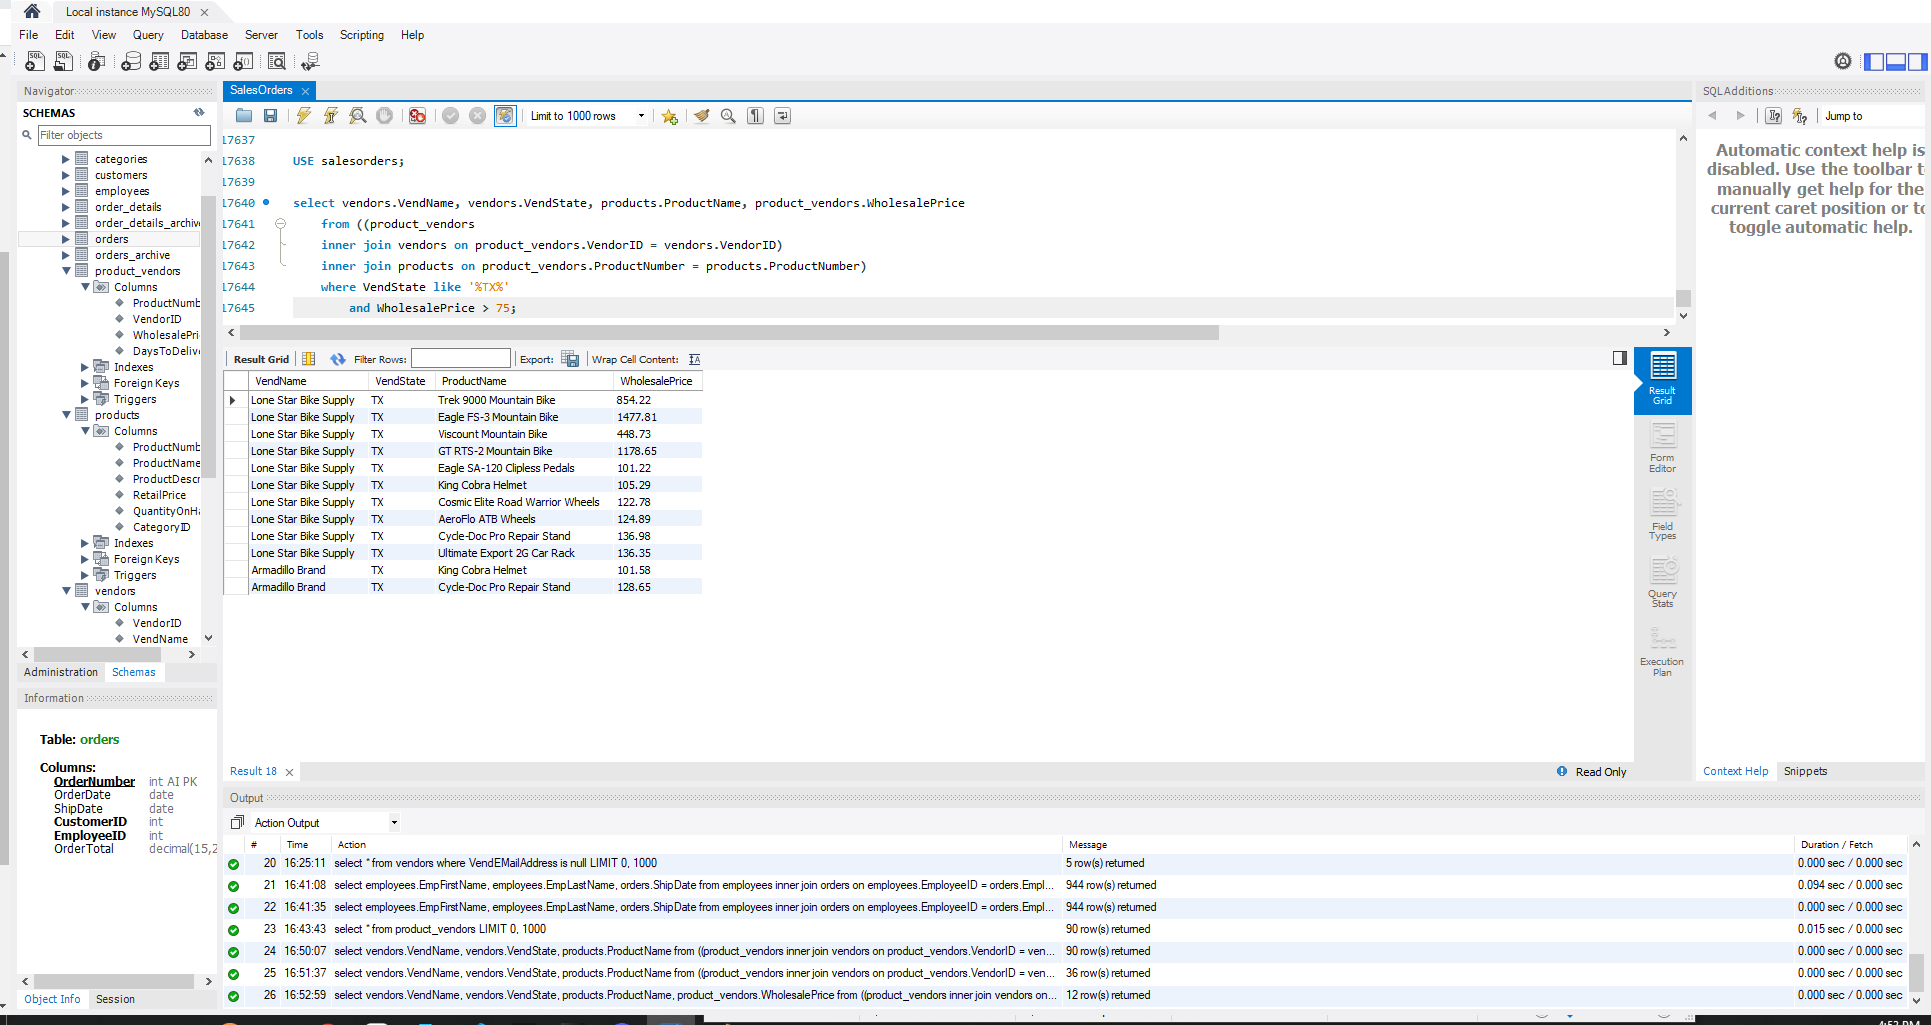 Local instance MySQL80
File Edit View Query Database Server Tools Scripting Help
Navigator
SCHEMAS
Filter objects
categories
customers
employees
order_details
order_details_archiv
orders
orders_archive
product_vendors
Columns
ProductNumb
VendorID
WholesalePri
DaysToDelive
Indexes
Foreign Keys
Triggers
products
Columns
ProductNumb
ProductName
ProductDescr
RetailPrice
QuantityOnHa
CategoryID
Indexes
Foreign Keys
Triggers
vendors
Columns
VendorID
VendName
Administration Schemas
Information
Table: orders
Columns:
OrderNumber int AI PK
OrderDate date
ShipDate date
CustomerID int
EmployeeID int
OrderTotal decimal(15,2
Object Info Session
SalesOrders
Limit to 1000 rows
17637
17638 USE salesorders;
17639
17640 select vendors.VendName, vendors.VendState, products.ProductName, product_vendors.WholesalePrice
17641 from ((product_vendors
17642 inner join vendors on product_vendors.VendorID = vendors.VendorID)
17643 inner join products on product_vendors.ProductNumber = products.ProductNumber)
17644 where VendState like '%TX%'
17645 and WholesalePrice > 75;
Result Grid Filter Rows: Export: Wrap Cell Content:
VendName VendState ProductName WholesalePrice
Lone Star Bike Supply TX Trek 9000 Mountain Bike 854.22
Lone Star Bike Supply TX Eagle FS-3 Mountain Bike 1477.81
Lone Star Bike Supply TX Viscount Mountain Bike 448.73
Lone Star Bike Supply TX GT RTS-2 Mountain Bike 1178.65
Lone Star Bike Supply TX Eagle SA-120 Clipless Pedals 101.22
Lone Star Bike Supply TX King Cobra Helmet 105.29
Lone Star Bike Supply TX Cosmic Elite Road Warrior Wheels 122.78
Lone Star Bike Supply TX AeroFlo ATB Wheels 124.89
Lone Star Bike Supply TX Cycle-Doc Pro Repair Stand 136.98
Lone Star Bike Supply TX Ultimate Export 2G Car Rack 136.35
Armadillo Brand TX King Cobra Helmet 101.58
Armadillo Brand TX Cycle-Doc Pro Repair Stand 128.65
Result Grid
Form Editor
Field Types
Query Stats
Execution Plan
Result 18
Read Only
SQLAdditions
Jump to
Automatic context help is
disabled. Use the toolbar t
manually get help for the
current caret position or to
toggle automatic help.
Context Help Snippets
Output
Action Output
# Time Action Message Duration / Fetch
20 16:25:11 select * from vendors where VendEMailAddress is null LIMIT 0, 1000 5 row(s) returned 0.000 sec / 0.000 sec
21 16:41:08 select employees.EmpFirstName, employees.EmpLastName, orders.ShipDate from employees inner join orders on employees.EmployeeID = orders.Empl... 944 row(s) returned 0.094 sec / 0.000 sec
22 16:41:35 select employees.EmpFirstName, employees.EmpLastName, orders.ShipDate from employees inner join orders on employees.EmployeeID = orders.Empl... 944 row(s) returned 0.000 sec / 0.000 sec
23 16:43:43 select * from product_vendors LIMIT 0, 1000 90 row(s) returned 0.015 sec / 0.000 sec
24 16:50:07 select vendors.VendName, vendors.VendState, products.ProductName from ((product_vendors inner join vendors on product_vendors.VendorID = ven... 90 row(s) returned 0.000 sec / 0.000 sec
25 16:51:37 select vendors.VendName, vendors.VendState, products.ProductName from ((product_vendors inner join vendors on product_vendors.VendorID = ven... 36 row(s) returned 0.000 sec / 0.000 sec
26 16:52:59 select vendors.VendName, vendors.VendState, products.ProductName, product_vendors.WholesalePrice from ((product_vendors inner join vendors on... 12 row(s) returned 0.000 sec / 0.000 sec